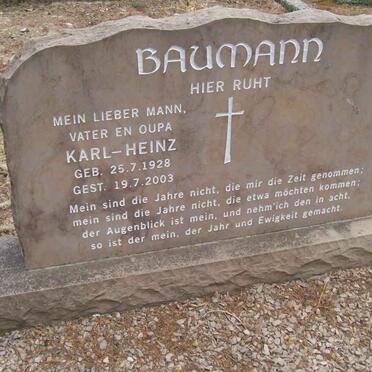 BAUMANN
HIER RUHT
MEIN LIEBER MANN,
VATER EN OUPA
KARL-HEINZ
GEB. 25.7.1928
GEST. 19.7.2003
Mein sind die Jahre nicht, die mir die Zeit genommen;
mein sind die Jahre nicht, die etwa möchten kommen;
der Augenblick ist mein, und nehm'ich den in acht,
so ist der mein, der Jahr und Ewigkeit gemacht.